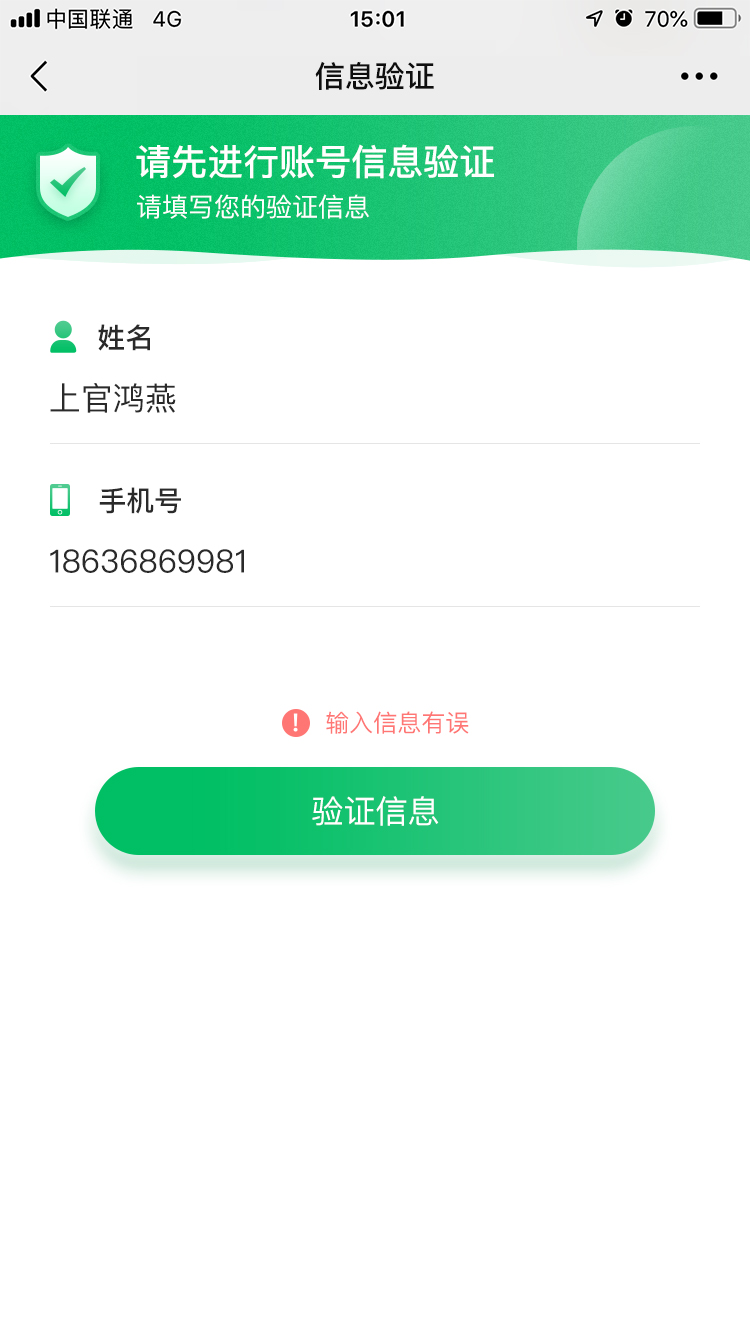 中国联通 4G 15:01 70%
信息验证
请先进行账号信息验证
请填写您的验证信息
姓名
上官鸿燕
手机号
18636869981
输入信息有误
验证信息